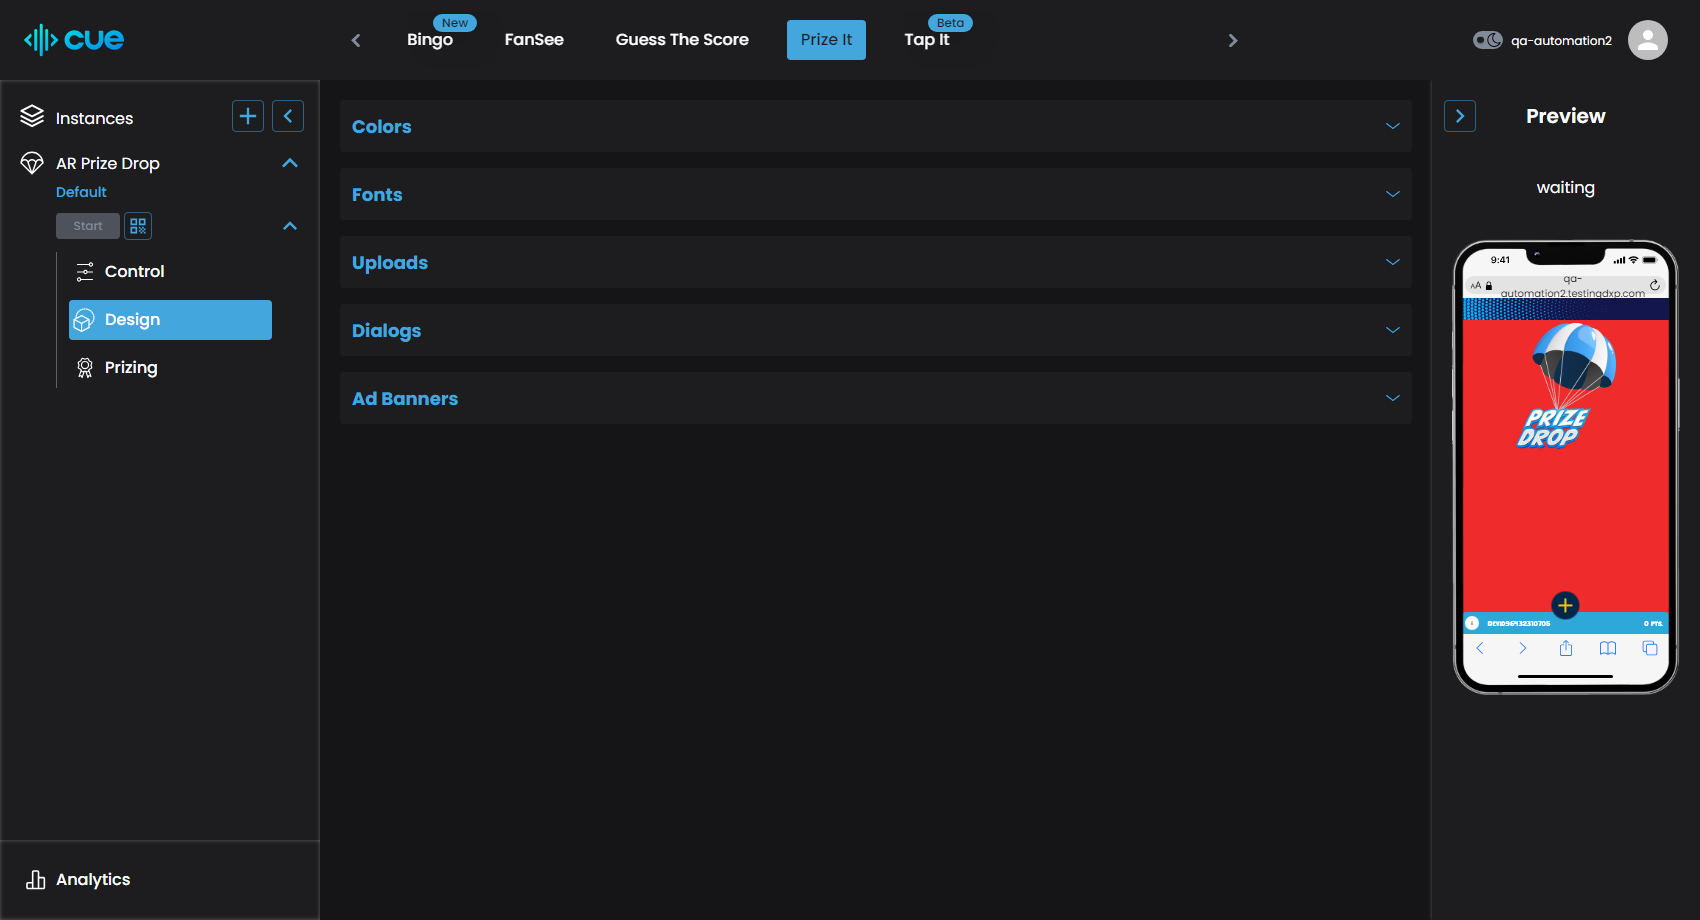 cue
Bingo
New
FanSee
Guess The Score
Prize It
Tap It
Beta
qa-automation2
Instances
AR Prize Drop
Default
Start
Control
Design
Prizing
Analytics
Colors
Fonts
Uploads
Dialogs
Ad Banners
Preview
waiting
9:41
AA
qa-
automation2.testingdxp.com
PRIZE
DROP
DEVID96432310705
0 PTS.